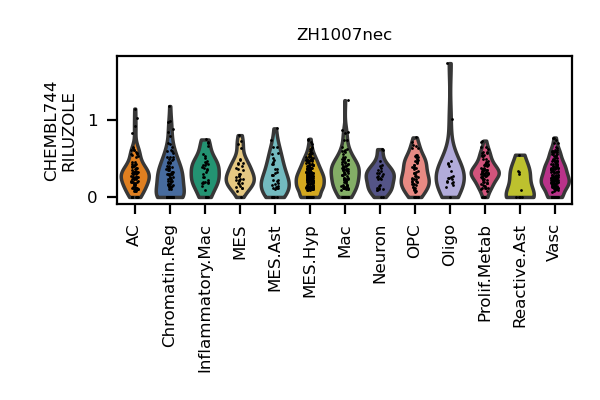 ZH1007nec
CHEMBL744
RILUZOLE
1
0
AC
Chromatin.Reg
Inflammatory.Mac
MES
MES.Ast
MES.Hyp
Mac
Neuron
OPC
Oligo
Prolif.Metab
Reactive.Ast
Vasc